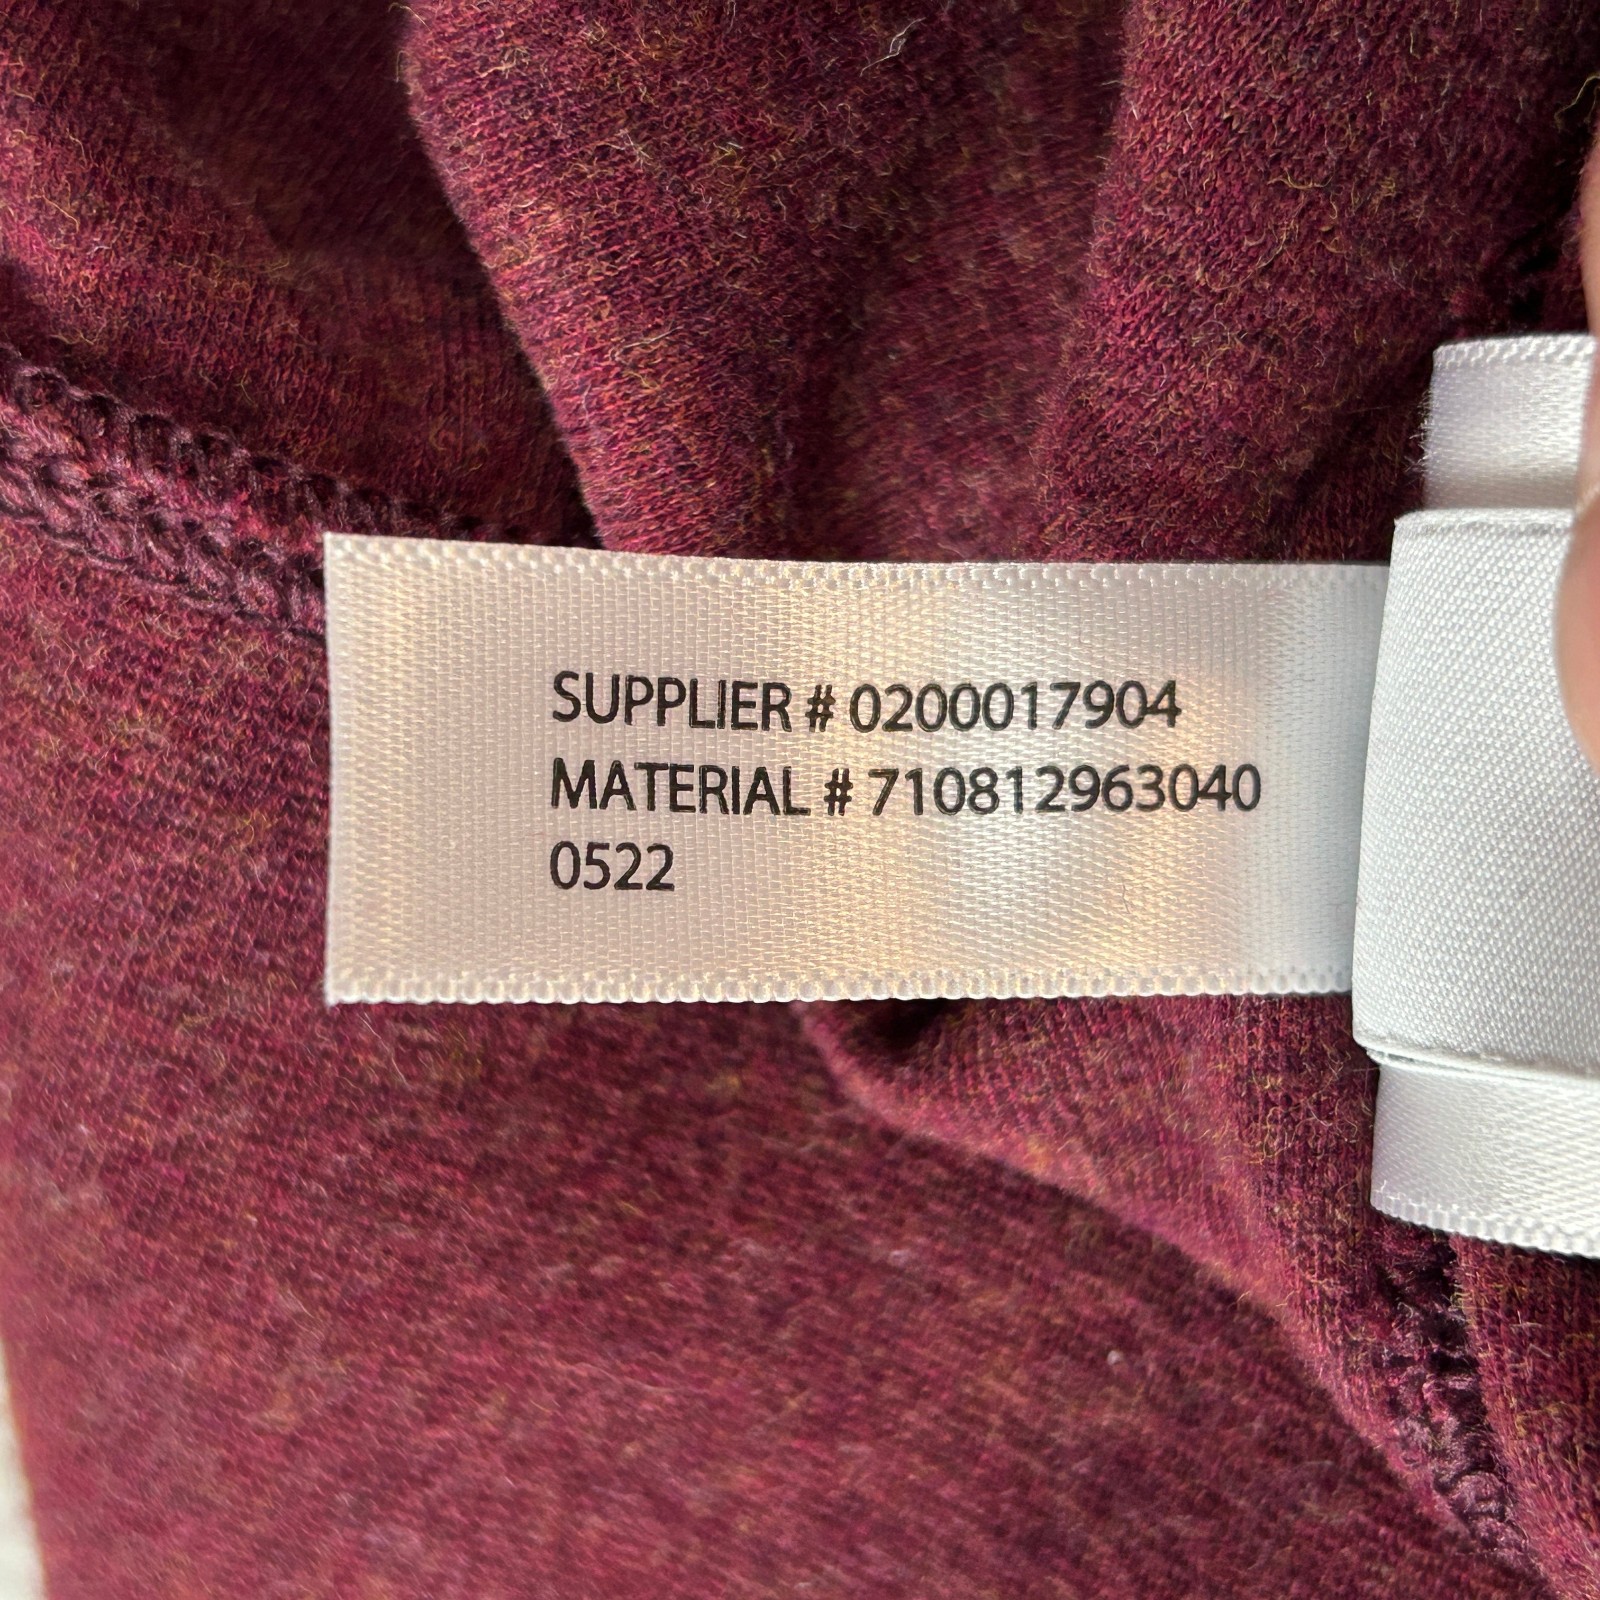 SUPPLIER # 0200017904
MATERIAL # 710812963040
0522